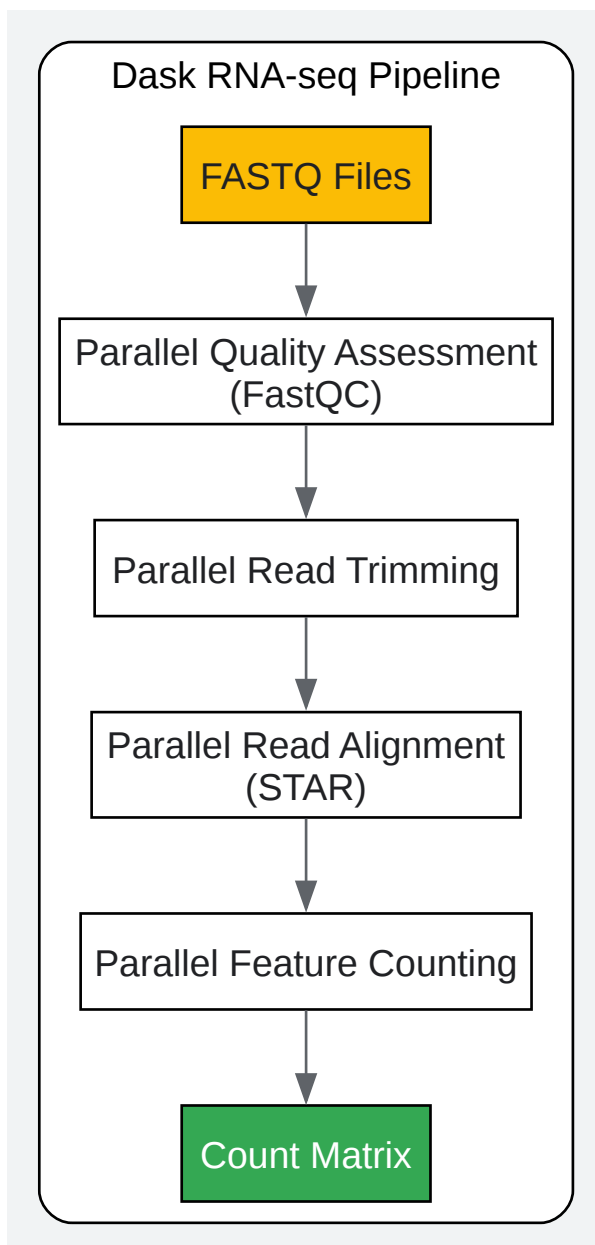 Dask RNA-seq Pipeline
FASTQ Files
Parallel Quality Assessment
(FastQC)
Parallel Read Trimming
Parallel Read Alignment
(STAR)
Parallel Feature Counting
Count Matrix